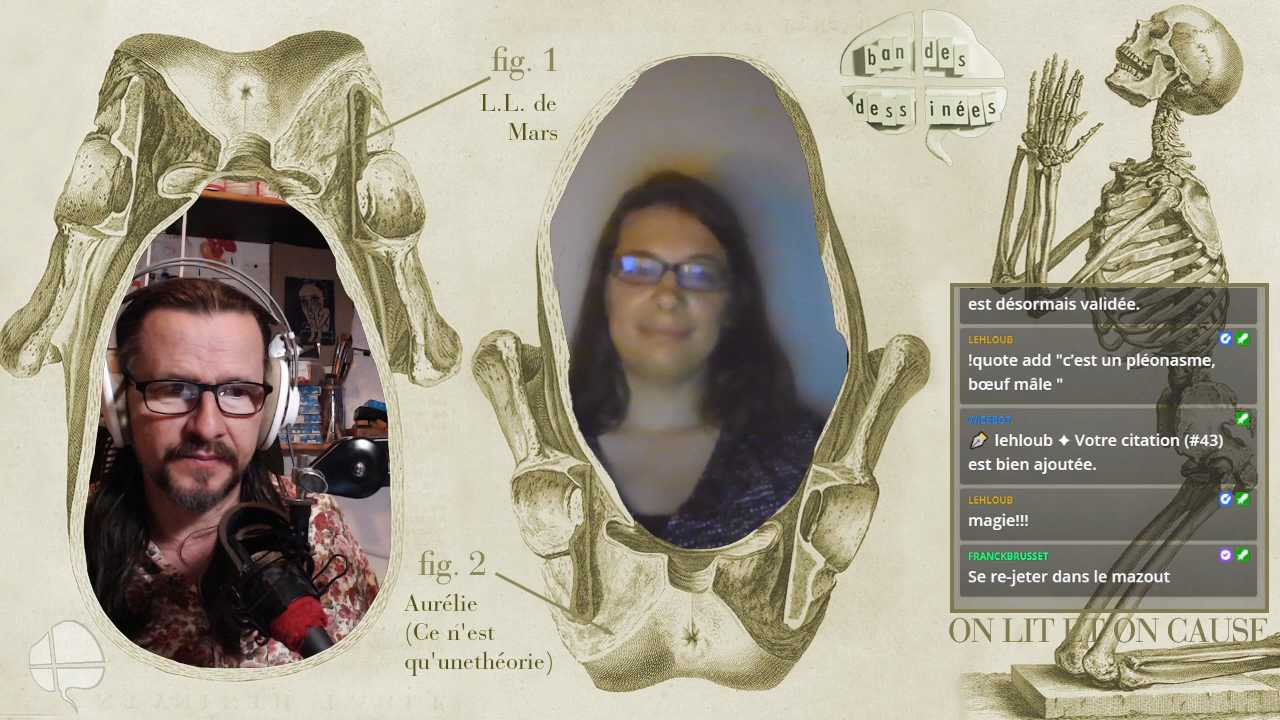 fig. 1
L.L. de
Mars
ban des
dess inées
est désormais validée.
LEHLOUB
!quote add "c'est un pléonasme,
bœuf mâle "
WIZEBOT
lehloub ✦ Votre citation (#43)
est bien ajoutée.
LEHLOUB
magie!!!
FRANCKBRUSSET
Se re-jeter dans le mazout
fig. 2
Aurélie
(Ce n'est
qu'unethéorie)
ON LIT ET ON CAUSE